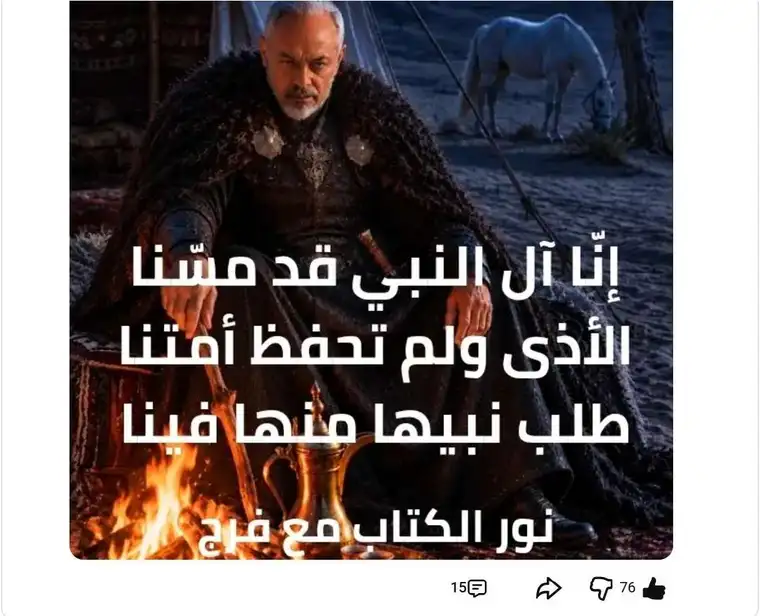 إنّا آل النبي قد مسّنا
الأذى ولم تحفظ أمتنا
طلب نبيها منها فينا
نور الكتاب مع فرج
15
76